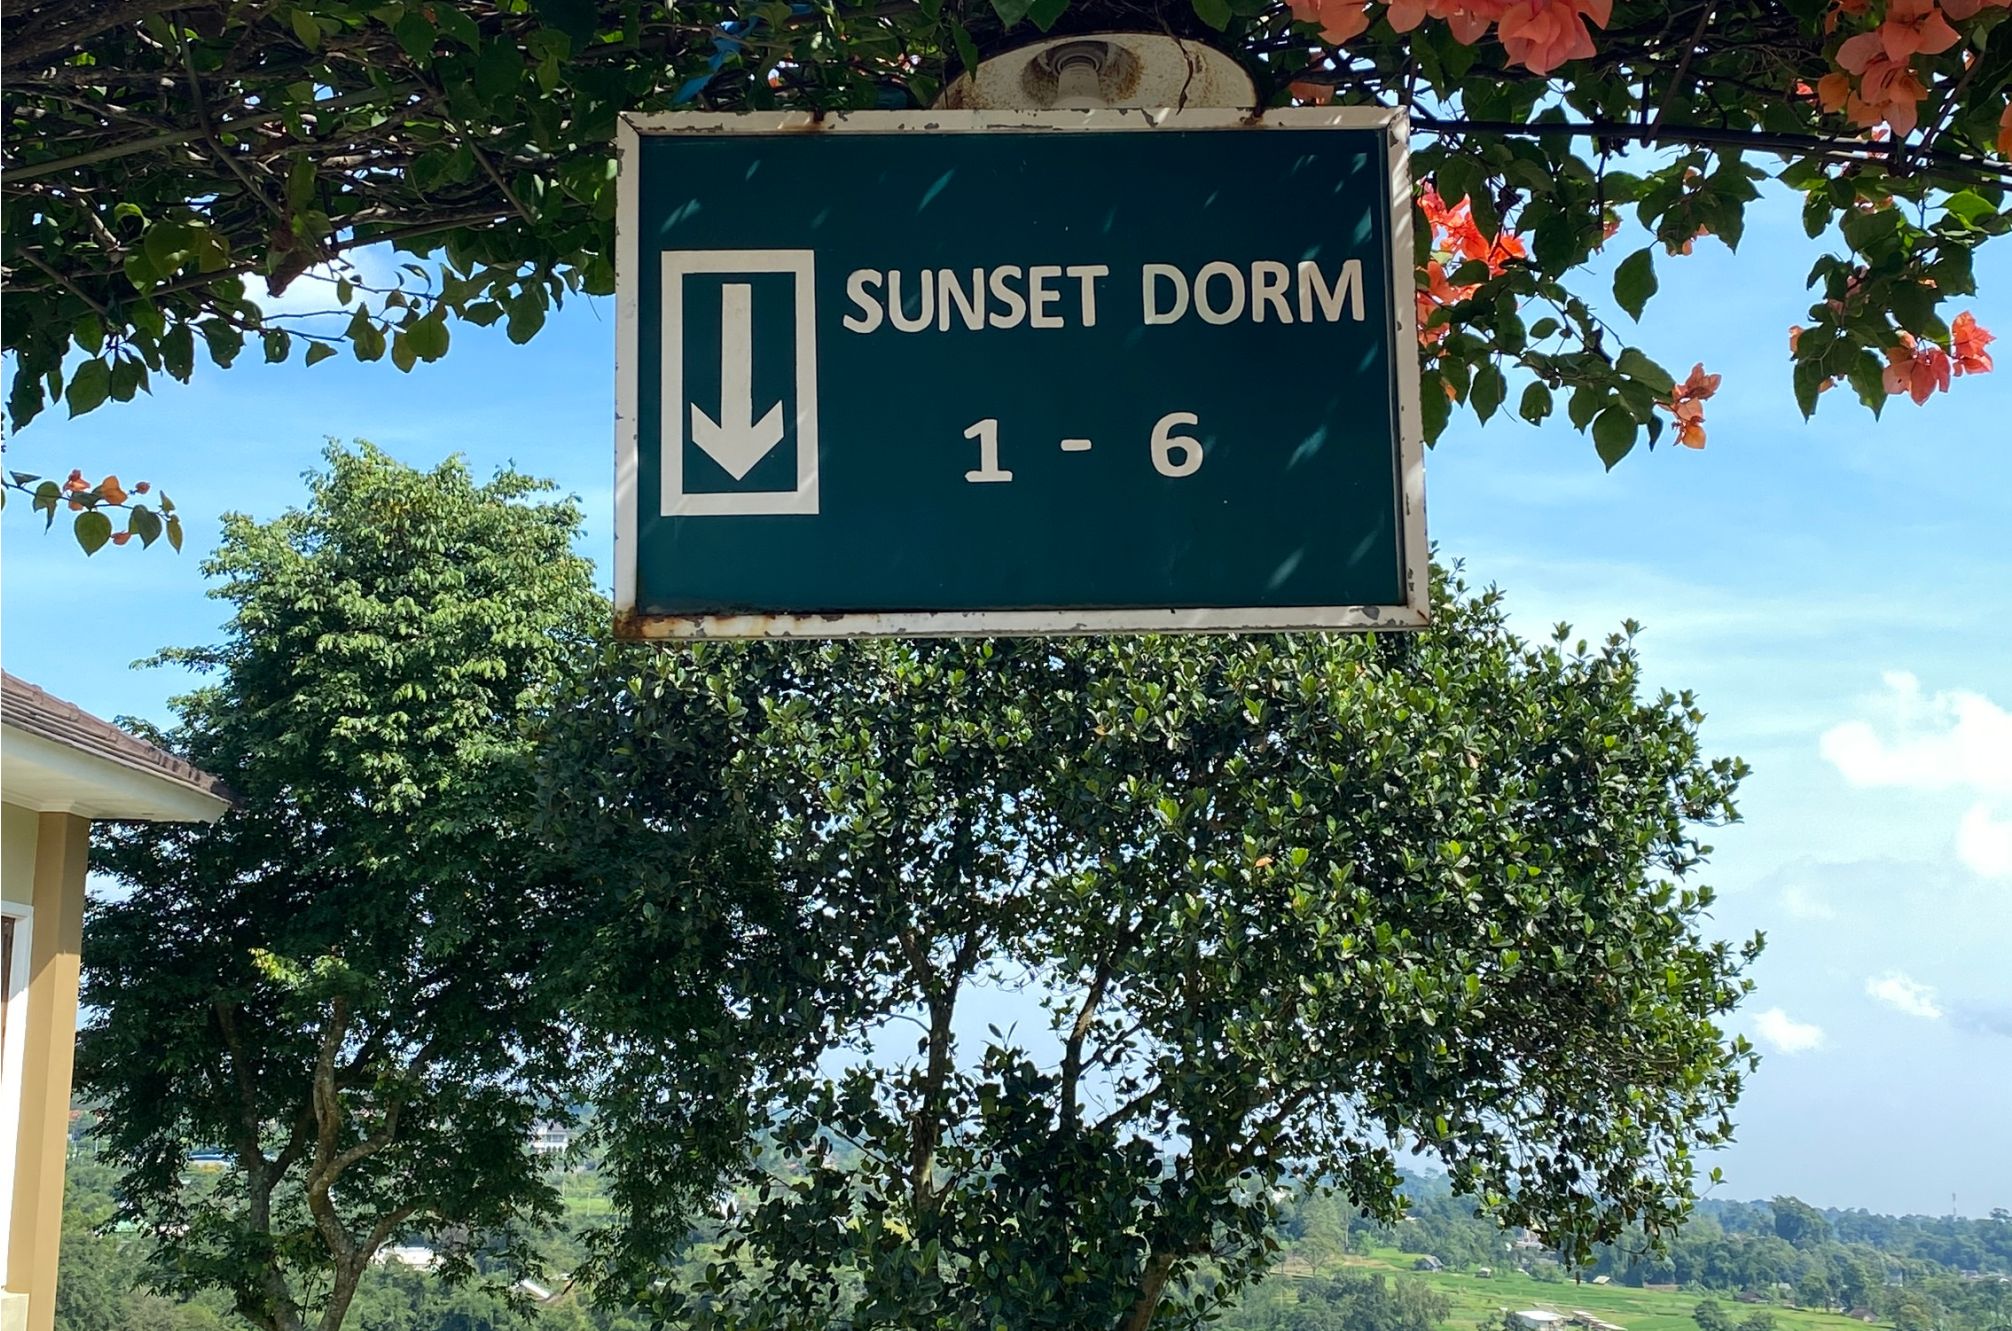 SUNSET DORM
1 - 6